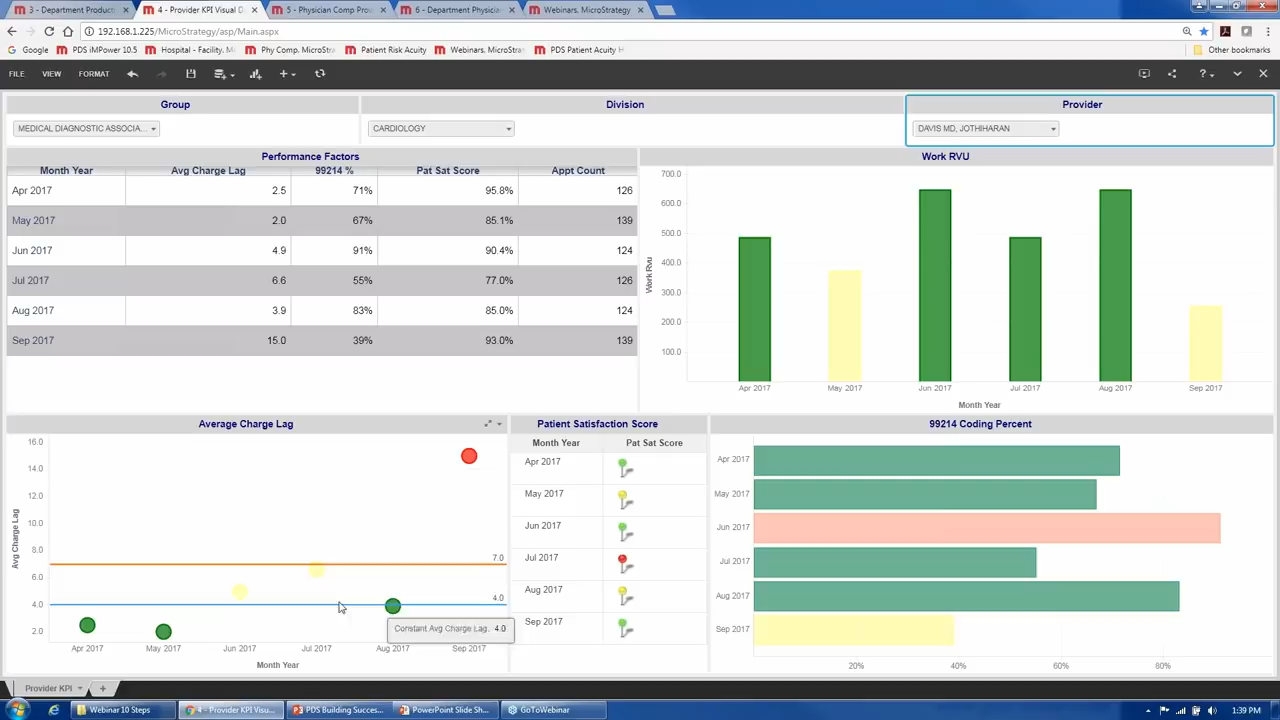 3 - Department Product
4 - Provider KPI Visual D
5 - Physician Comp Pro
6 - Department Physicia
Webinars. MicroStrategy
192.168.1.225/MicroStrategy/asp/Main.aspx
Google
PDS iMPower 10.5
Hospital - Facility. M
Phy Comp. MicroStra
Patient Risk Acuity
Webinars. MicroStra
PDS Patient Acuity H
Other bookmarks
FILE
VIEW
FORMAT
Group
Division
Provider
MEDICAL DIAGNOSTIC ASSOCIA...
CARDIOLOGY
DAVIS MD, JOTHIHARAN
Performance Factors
Month Year Avg Charge Lag 99214 % Pat Sat Score Appt Count
Apr 2017 2.5 71% 95.8% 126
May 2017 2.0 67% 85.1% 139
Jun 2017 4.9 91% 90.4% 124
Jul 2017 6.6 55% 77.0% 126
Aug 2017 3.9 83% 85.0% 124
Sep 2017 15.0 39% 93.0% 139
Work RVU
700.0
600.0
500.0
400.0
300.0
200.0
100.0
Work Rvu
Apr 2017 May 2017 Jun 2017 Jul 2017 Aug 2017 Sep 2017
Month Year
Average Charge Lag
16.0
14.0
12.0
10.0
8.0
6.0
4.0
2.0
Avg Charge Lag
7.0
4.0
Constant Avg Charge Lag. 4.0
Apr 2017 May 2017 Jun 2017 Jul 2017 Aug 2017 Sep 2017
Month Year
Patient Satisfaction Score
Month Year Pat Sat Score
Apr 2017
May 2017
Jun 2017
Jul 2017
Aug 2017
Sep 2017
99214 Coding Percent
Apr 2017
May 2017
Jun 2017
Jul 2017
Aug 2017
Sep 2017
20% 40% 60% 80%
Provider KPI
Webinar 10 Steps
4 - Provider KPI Visu...
PDS Building Succes...
PowerPoint Slide Sh...
GoToWebinar
1:39 PM